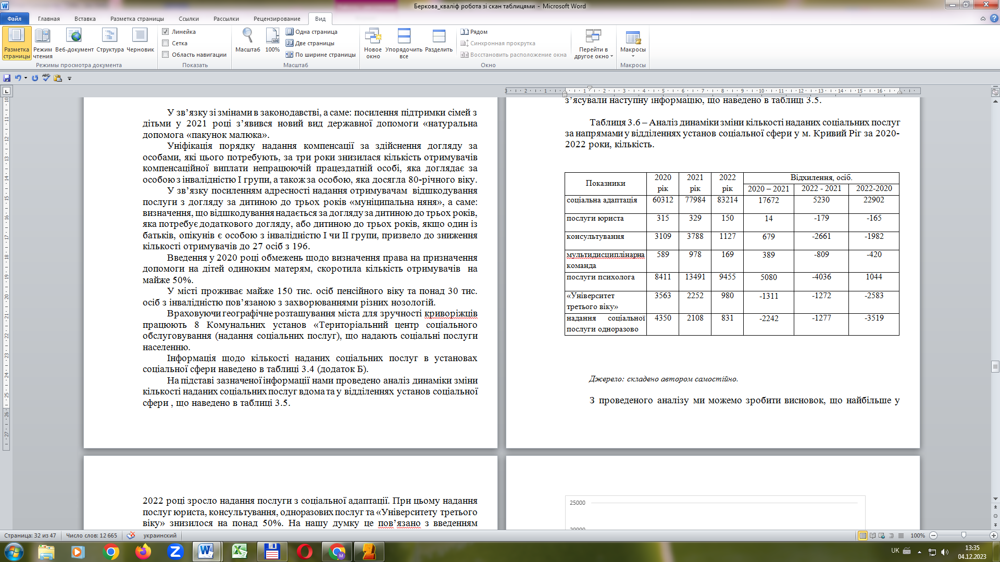 Беркова_кваліф робота зі скан таблицями - Microsoft Word
Файл Главная Вставка Разметка страницы Ссылки Рассылки Рецензирование Вид
Разметка страницы Режим чтения Веб-документ Структура Черновик
Режимы просмотра документа
Линейка
Сетка
Область навигации
Показать
Масштаб 100%
Одна страница
Две страницы
По ширине страницы
Масштаб
Новое окно Упорядочить все Разделить
Рядом
Синхронная прокрутка
Восстановить расположение окна
Перейти в другое окно
Окно
Макросы
Макросы
У зв’язку зі змінами в законодавстві, а саме: посилення підтримки сімей з
дітьми у 2021 році з’явився новий вид державної допомоги «натуральна
допомога «пакунок малюка».
Уніфікація порядку надання компенсації за здійснення догляду за
особами, які цього потребують, за три роки знизилася кількість отримувачів
компенсаційної виплати непрацюючій працездатній особі, яка доглядає за
особою з інвалідністю І групи, а також за особою, яка досягла 80-річного віку.
У зв’язку посиленням адресності надання отримувачам відшкодування
послуги з догляду за дитиною до трьох років «муніципальна няня», а саме:
визначення, що відшкодування надається за догляду за дитиною до трьох років,
яка потребує додаткового догляду, або дитиною до трьох років, якщо один із
батьків, опікунів є особою з інвалідністю І чи ІІ групи, призвело до зниження
кількості отримувачів до 27 осіб з 196.
Введення у 2020 році обмежень щодо визначення права на призначення
допомоги на дітей одиноким матерям, скоротила кількість отримувачів на
майже 50%.
У місті проживає майже 150 тис. осіб пенсійного віку та понад 30 тис.
осіб з інвалідністю пов’язаною з захворюваннями різних нозологій.
Враховуючи географічне розташування міста для зручності криворіжців
працюють 8 Комунальних установ «Територіальний центр соціального
обслуговування (надання соціальних послуг), що надають соціальні послуги
населенню.
Інформація щодо кількості наданих соціальних послуг в установах
соціальної сфери наведено в таблиці 3.4 (додаток Б).
На підставі зазначеної інформації нами проведено аналіз динаміки зміни
кількості наданих соціальних послуг вдома та у відділеннях установ соціальної
сфери , що наведено в таблиці 3.5.
з’ясували наступну інформацію, що наведено в таблиці 3.5.
Таблиця 3.6 – Аналіз динаміки зміни кількості наданих соціальних послуг
за напрямами у відділеннях установ соціальної сфери у м. Кривий Ріг за 2020-
2022 роки, кількість.
Показники 2020 рік 2021 рік 2022 рік Відхилення, осіб.
2020 – 2021 2022 - 2021 2022-2020
соціальна адаптація 60312 77984 83214 17672 5230 22902
послуги юриста 315 329 150 14 -179 -165
консультування 3109 3788 1127 679 -2661 -1982
мультидисциплінарна команда 589 978 169 389 -809 -420
послуги психолога 8411 13491 9455 5080 -4036 1044
«Університет третього віку» 3563 2252 980 -1311 -1272 -2583
надання соціальної послуги одноразово 4350 2108 831 -2242 -1277 -3519
Джерело: складено автором самостійно.
З проведеного аналізу ми можемо зробити висновок, що найбільше у
2022 році зросло надання послуги з соціальної адаптації. При цьому надання
послуг юриста, консультування, одноразових послуг та «Університету третього
віку» знизилося на понад 50%. На нашу думку це пов’язано з введенням
25000
20000
Страница: 32 из 47 Число слов: 12 665 украинский 100%
UK 13:35
04.12.2023